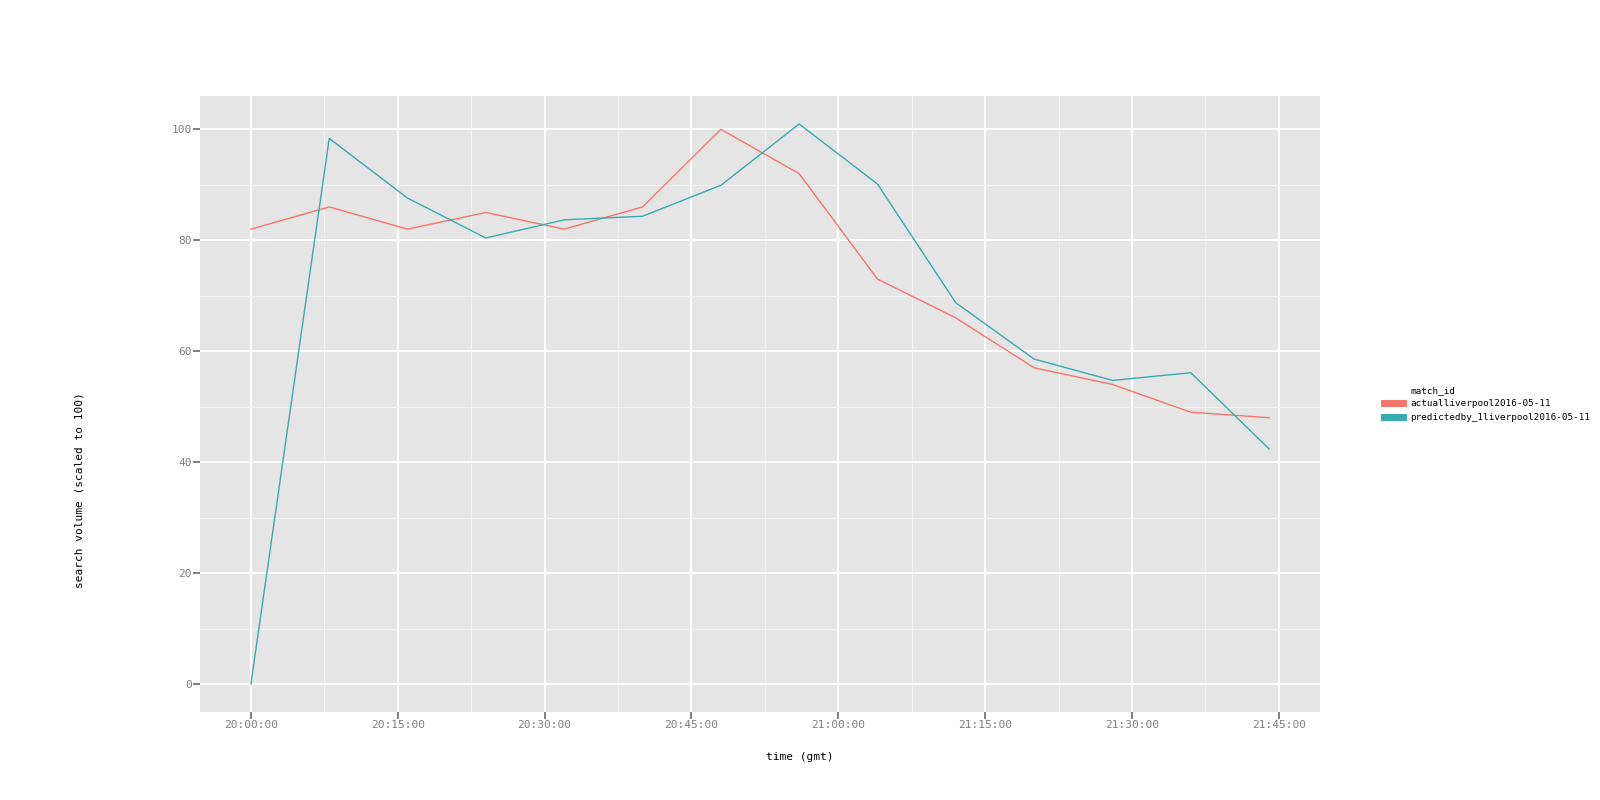 100
80
60
40
20
0
search volume (scaled to 100)
20:00:00 20:15:00 20:30:00 20:45:00 21:00:00 21:15:00 21:30:00 21:45:00
time (gmt)
match_id
actualliverpool2016-05-11
predictedby_1liverpool2016-05-11